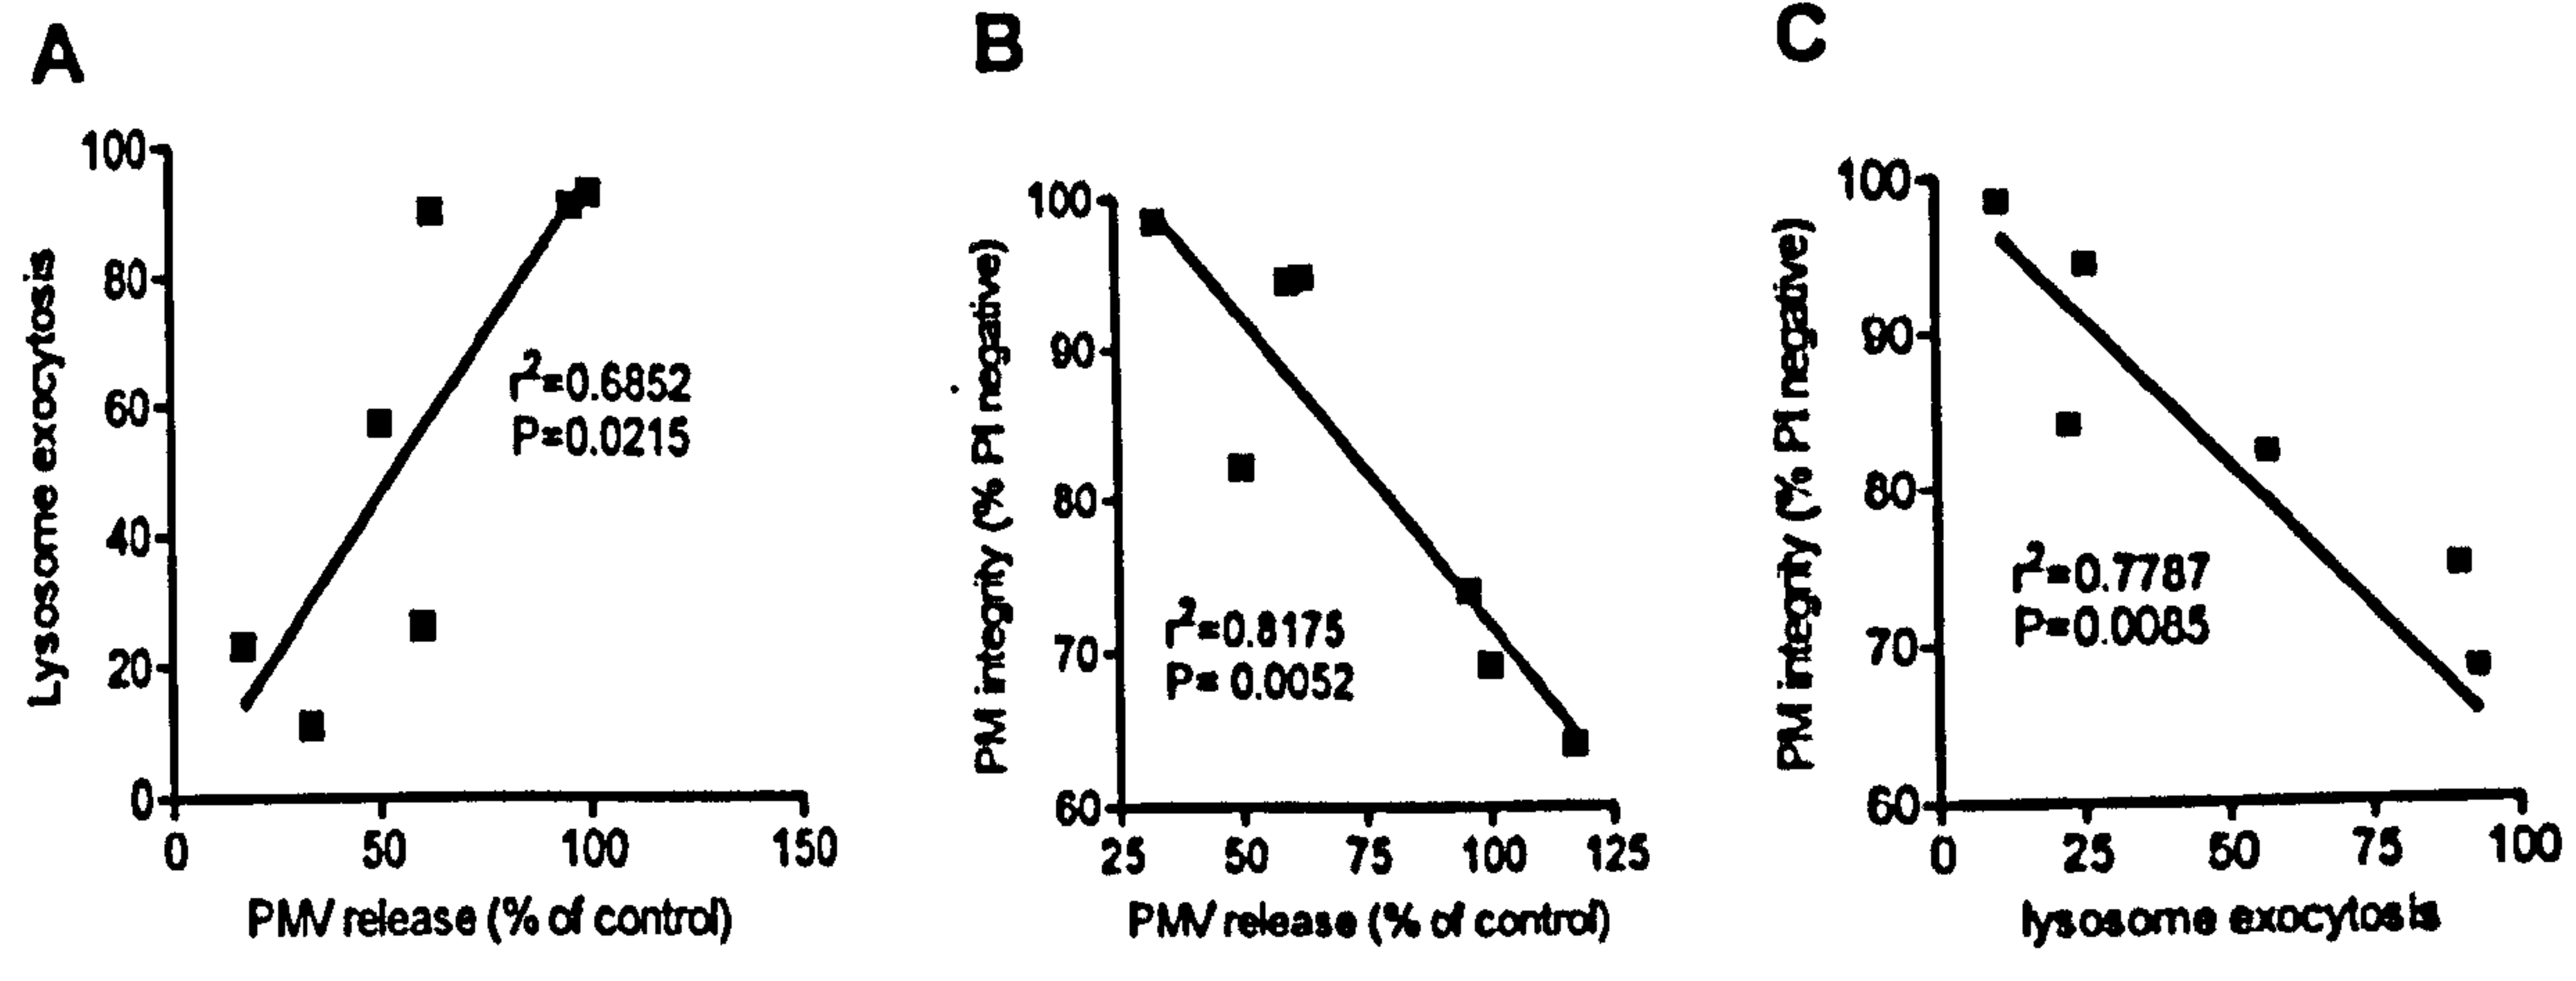 A
100
80
60
40
20
0
0 50 100 150
Lysosome exocytosis
PMV release (% of control)
r²=0.6852
P=0.0215
B
100
90
80
70
60
25 50 75 100 125
PM integrity (% PI negative)
PMV release (% of control)
r²=0.8175
P= 0.0052
C
100
90
80
70
60
0 25 50 75 100
PM integrity (% PI negative)
lysosome exocytosis
r²=0.7787
P=0.0085